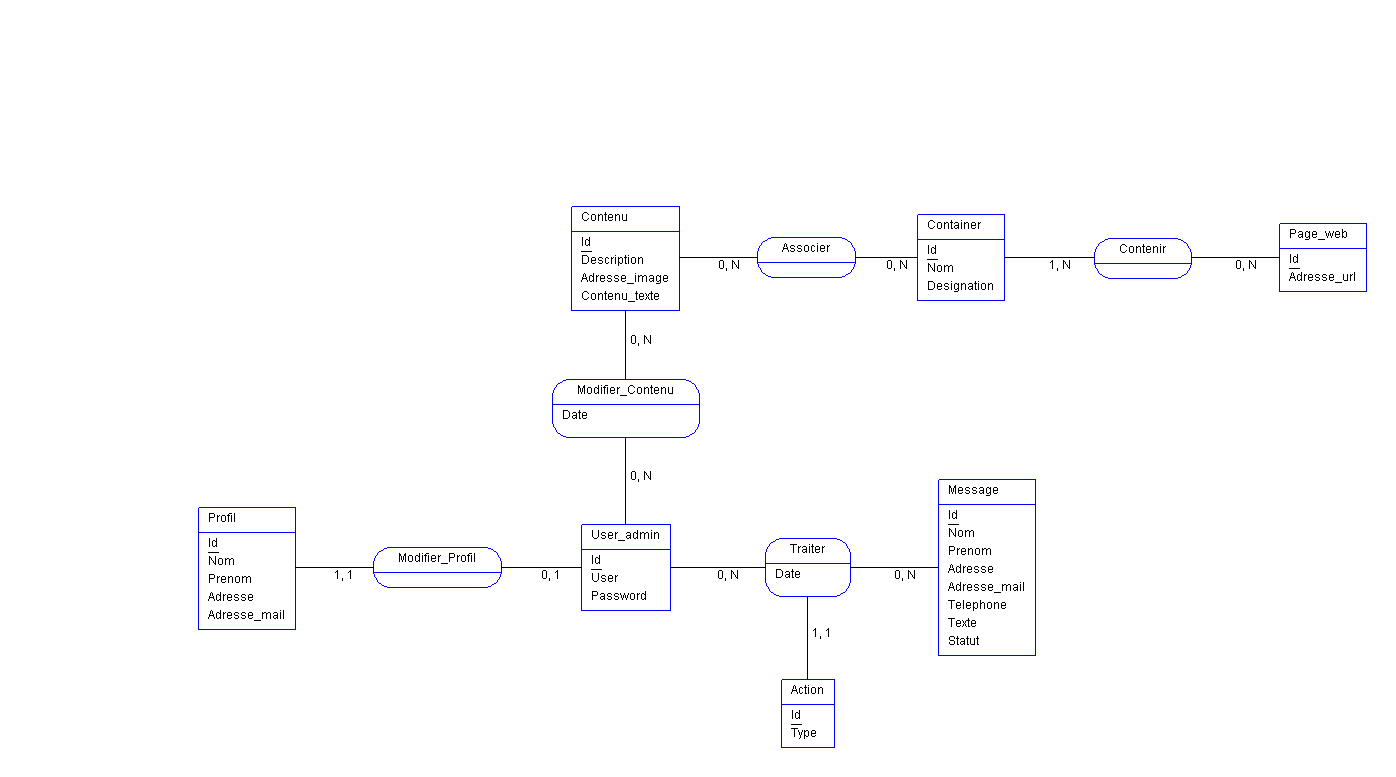 Contenu
Id
Description
Adresse_image
Contenu_texte
0, N
Associer
0, N
Container
Id
Nom
Designation
1, N
Contenir
0, N
Page_web
Id
Adresse_url
0, N
Modifier_Contenu
Date
0, N
Profil
Id
Nom
Prenom
Adresse
Adresse_mail
1, 1
Modifier_Profil
0, 1
User_admin
Id
User
Password
0, N
Traiter
Date
0, N
Message
Id
Nom
Prenom
Adresse
Adresse_mail
Telephone
Texte
Statut
1, 1
Action
Id
Type